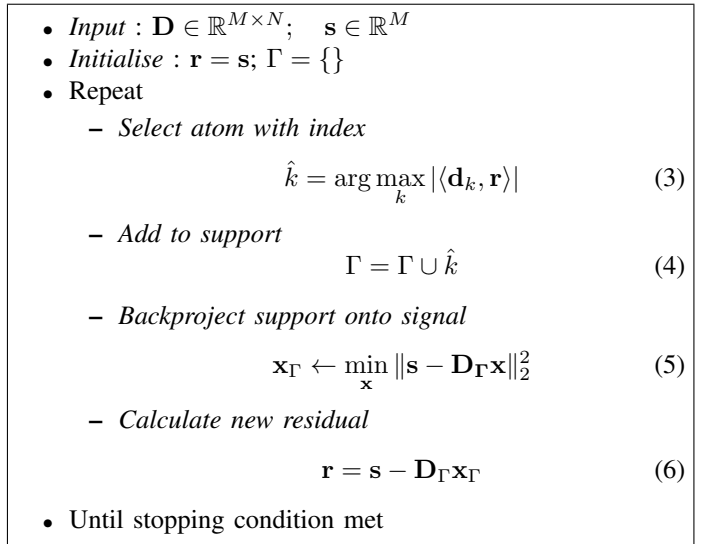 • Input : D ∈ ℝ^{M×N}; s ∈ ℝ^M
• Initialise : r = s; Γ = {}
• Repeat
– Select atom with index
k̂ = arg max_k |⟨d_k, r⟩| (3)
– Add to support
Γ = Γ ∪ k̂ (4)
– Backproject support onto signal
x_Γ ← min_x ‖s − D_Γ x‖_2^2 (5)
– Calculate new residual
r = s − D_Γ x_Γ (6)
• Until stopping condition met